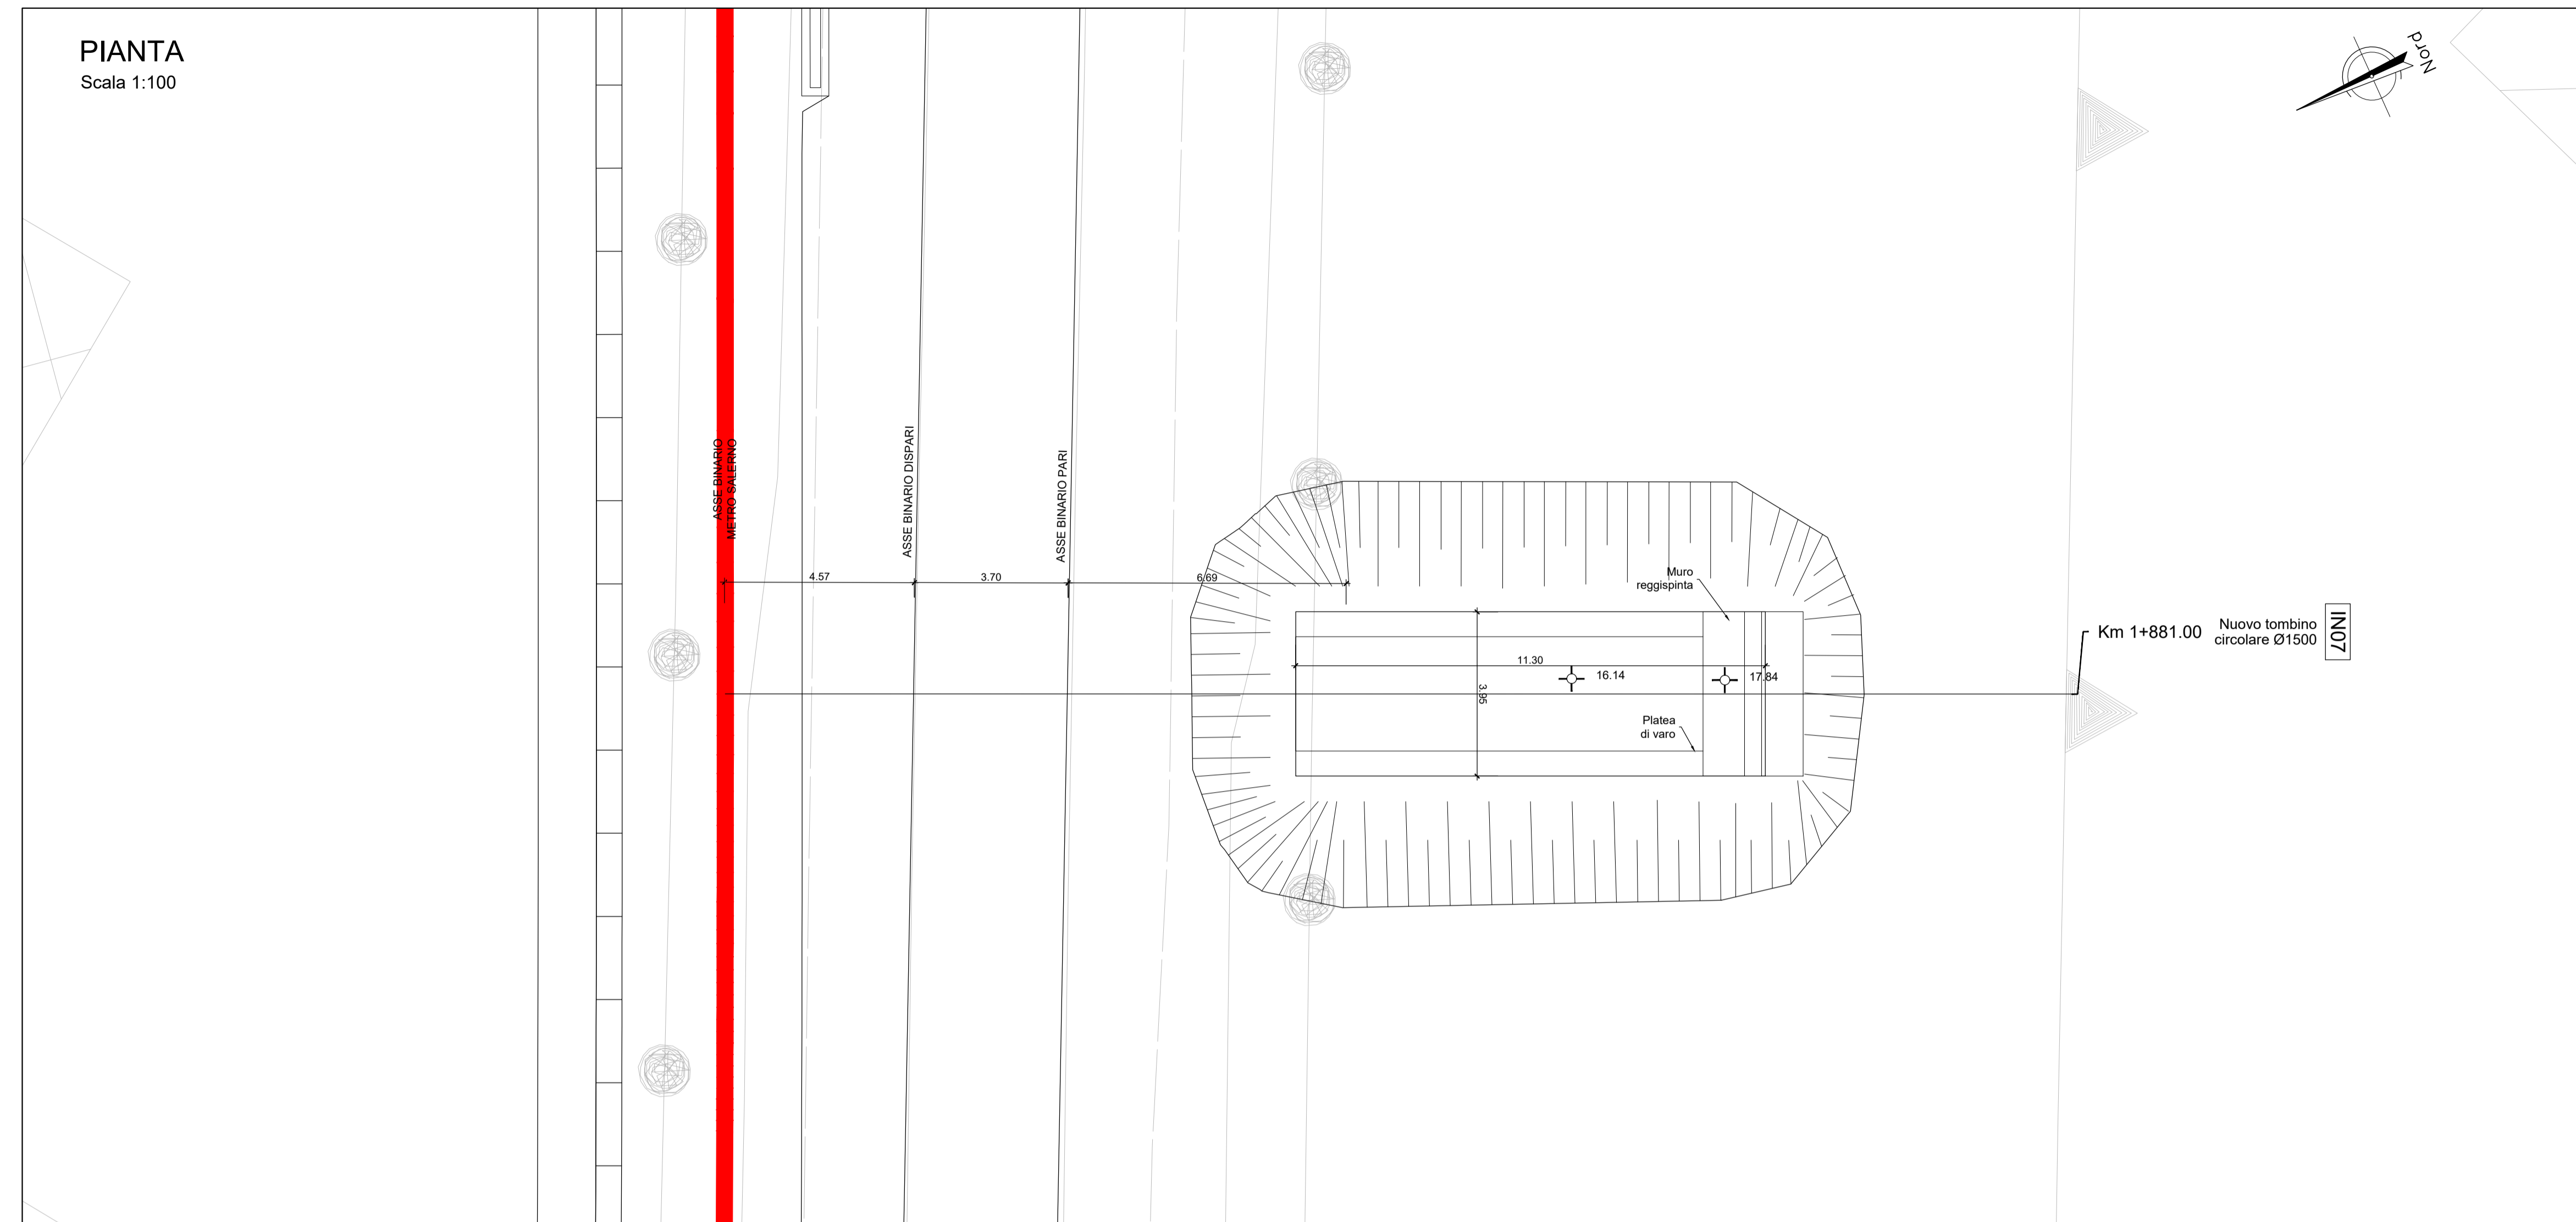 PIANTA
Scala 1:100
Nord
ASSE BINARIO
METRO SALERNO
ASSE BINARIO DISPARI
ASSE BINARIO PARI
4.57
3.70
6.69
Muro
reggispinta
11.30
16.14
17.84
3.95
Platea
di varo
Km 1+881.00
Nuovo tombino
circolare Ø1500
IN07